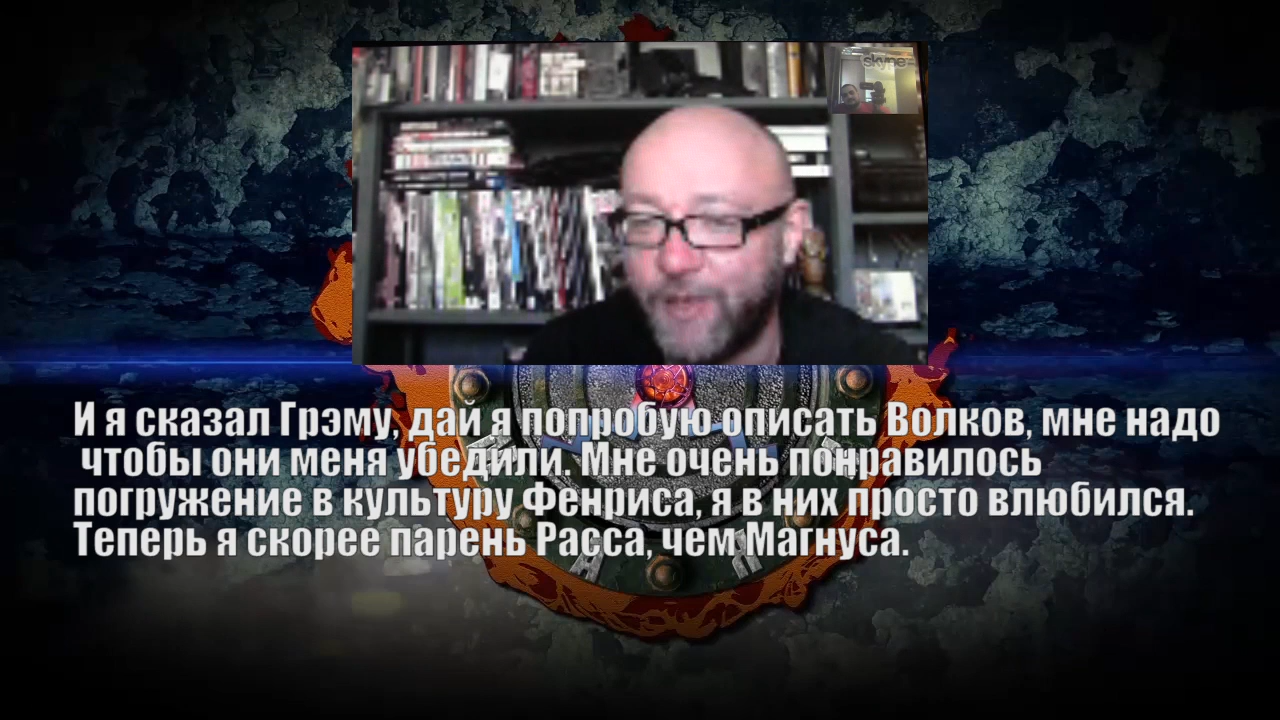 skype
И я сказал Грэму, дай я попробую описать Волков, мне надо
чтобы они меня убедили. Мне очень понравилось
погружение в культуру Фенриса, я в них просто влюбился.
Теперь я скорее парень Расса, чем Магнуса.